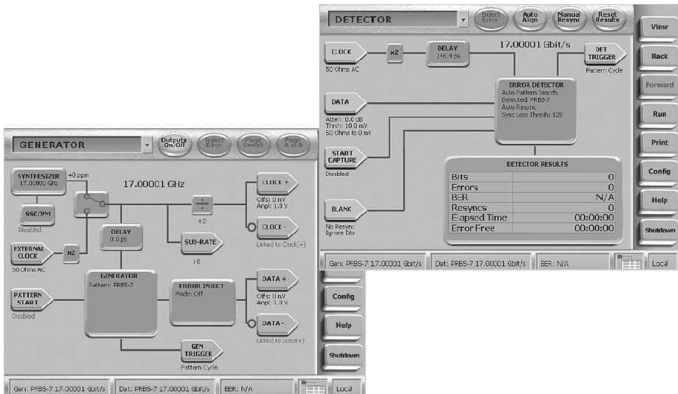 DETECTOR
Auto Align
Manual Resync
Reset Results
CLOCK
50 Ohms AC
x2
DELAY
17.00001 Gbit/s
DET TRIGGER
Pattern Cycle
ERROR DETECTOR
Auto Pattern Search
Detected: PRBS-7
Auto Resync
Sync Loss Thresh: 128
DATA
Atten: 0.0 dB
Thrsh: 10.0 mV
50 Ohms to 0 mV
START CAPTURE
Disabled
BLANK
No Resync
Ignore Bits
DETECTOR RESULTS
Bits 0
Errors 0
BER N/A
Resyncs 0
Elapsed Time 00:00:00
Error Free 00:00:00
View
Back
Forward
Run
Print
Config
Help
Shutdown
Gen: PRBS-7 17.00001 Gbit/s
Det: PRBS-7 17.00001 Gbit/s
BER: N/A
Local
GENERATOR
Outputs On/Off
SYNTHESIZER
17.00000 GHz
+0 ppm
SSC/PM
Disabled
EXTERNAL CLOCK
50 Ohms AC
x2
17.00001 GHz
DELAY
0.0 ps
÷2
SUB-RATE
÷8
CLOCK +
Offs: 0 mV
Ampl: 1.0 V
CLOCK -
Linked to Clock(+)
PATTERN START
Disabled
GENERATOR
Pattern: PRBS-7
ERROR INJECT
Mode: Off
DATA +
Offs: 0 mV
Ampl: 1.0 V
DATA -
Linked to Data(+)
GEN TRIGGER
Pattern Cycle
Config
Help
Shutdown
Gen: PRBS-7 17.00001 Gbit/s
Det: PRBS-7 17.00001 Gbit/s
BER: N/A
Local